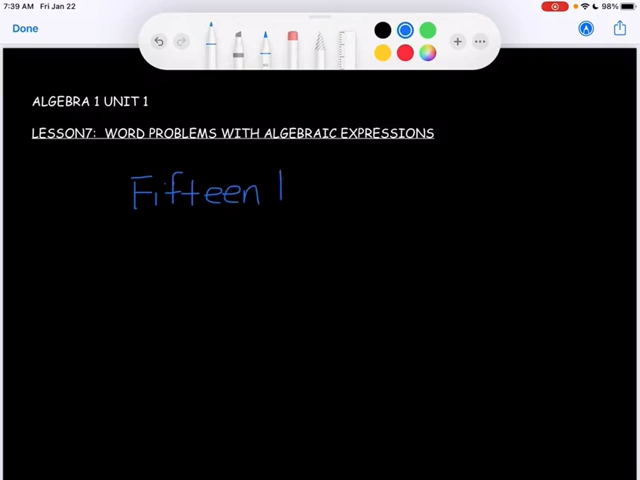 7:39 AM Fri Jan 22
98%
Done
ALGEBRA 1 UNIT 1
LESSON7: WORD PROBLEMS WITH ALGEBRAIC EXPRESSIONS
Fifteen l